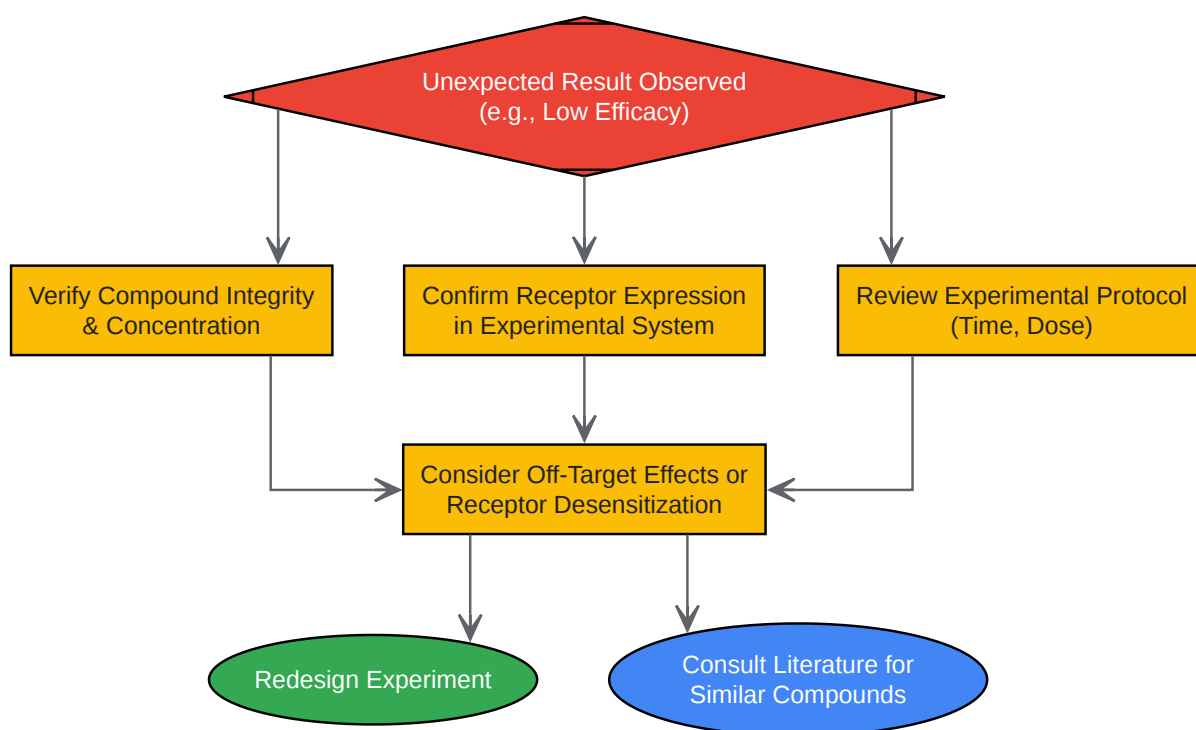 Unexpected Result Observed
(e.g., Low Efficacy)
Verify Compound Integrity
& Concentration
Confirm Receptor Expression
in Experimental System
Review Experimental Protocol
(Time, Dose)
Consider Off-Target Effects or
Receptor Desensitization
Redesign Experiment
Consult Literature for
Similar Compounds